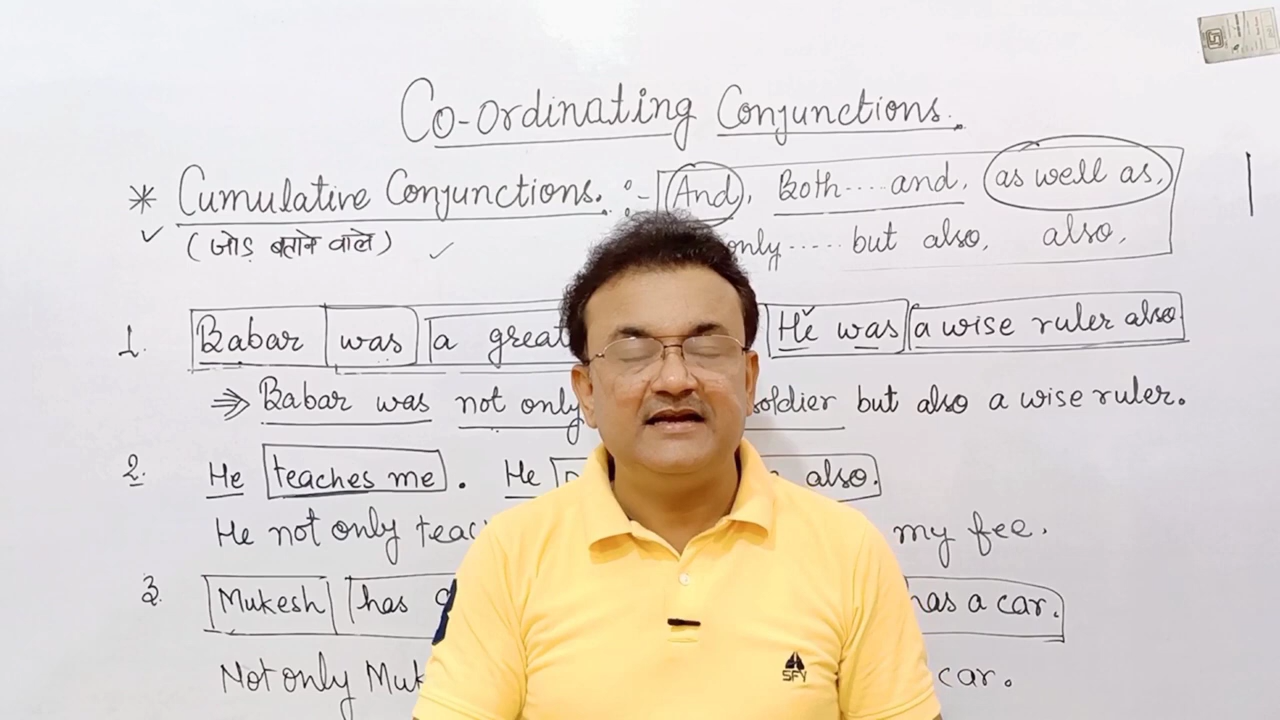 Co-ordinating Conjunctions.
* Cumulative Conjunctions. :- And, Both.....and, as well as,
(जोड़ बताने वाले) only...... but also, also,
1. Babar was a great He was a wise ruler also
⇒ Babar was not only soldier but also a wise ruler.
2. He teaches me. He also.
He not only my fee.
3. Mukesh has has a car.
Not only car.
SFY